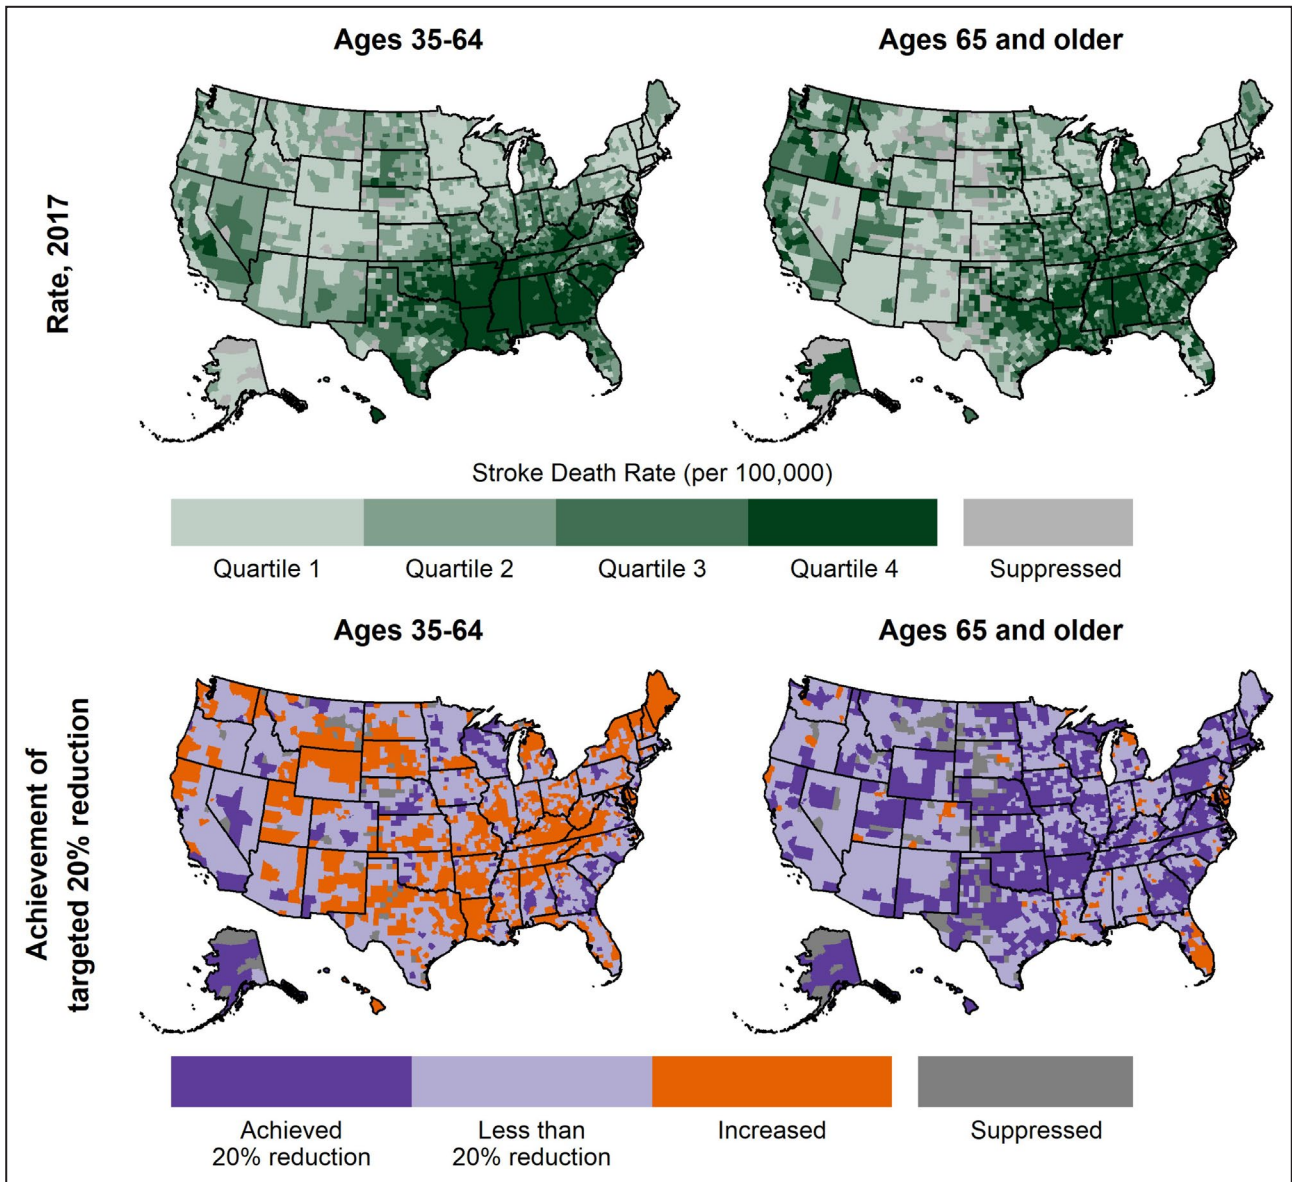 Ages 35-64
Ages 65 and older
Rate, 2017
Stroke Death Rate (per 100,000)
Quartile 1
Quartile 2
Quartile 3
Quartile 4
Suppressed
Ages 35-64
Ages 65 and older
Achievement of
targeted 20% reduction
Achieved
20% reduction
Less than
20% reduction
Increased
Suppressed